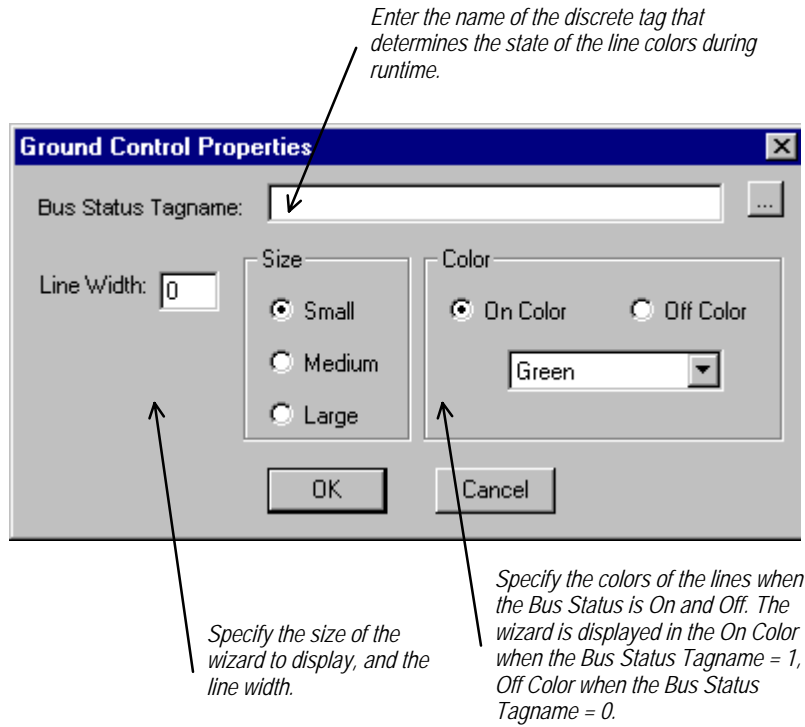 Enter the name of the discrete tag that
determines the state of the line colors during
runtime.
Ground Control Properties
Bus Status Tagname:
...
Line Width: 0
Size
Small
Medium
Large
Color
On Color
Off Color
Green
OK
Cancel
Specify the size of the
wizard to display, and the
line width.
Specify the colors of the lines when
the Bus Status is On and Off. The
wizard is displayed in the On Color
when the Bus Status Tagname = 1,
Off Color when the Bus Status
Tagname = 0.